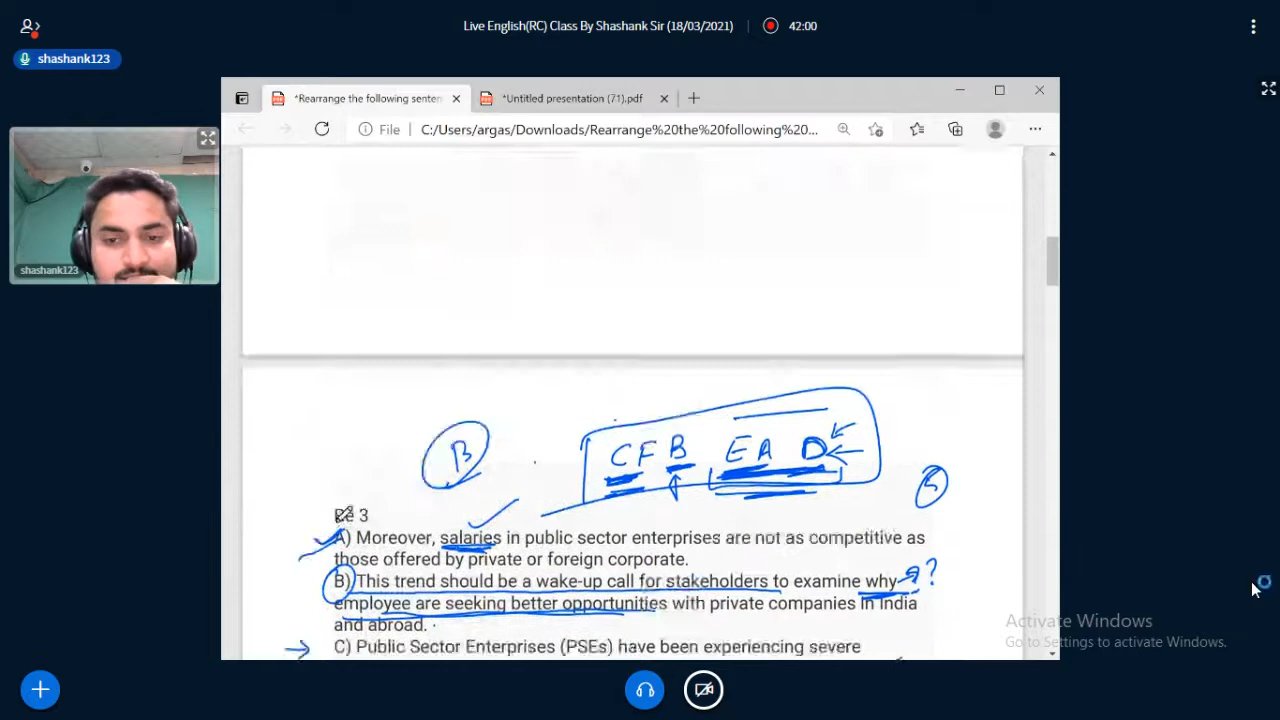 Live English(RC) Class By Shashank Sir (18/03/2021)
42:00
shashank123
*Rearrange the following senten
*Untitled presentation (71).pdf
File
C:/Users/argas/Downloads/Rearrange%20the%20following%20...
shashank123
B
CF B EA D
5
3
A) Moreover, salaries in public sector enterprises are not as competitive as
those offered by private or foreign corporate.
B) This trend should be a wake-up call for stakeholders to examine why ?
employee are seeking better opportunities with private companies in India
and abroad.
C) Public Sector Enterprises (PSEs) have been experiencing severe
Activate Windows
Go to Settings to activate Windows.